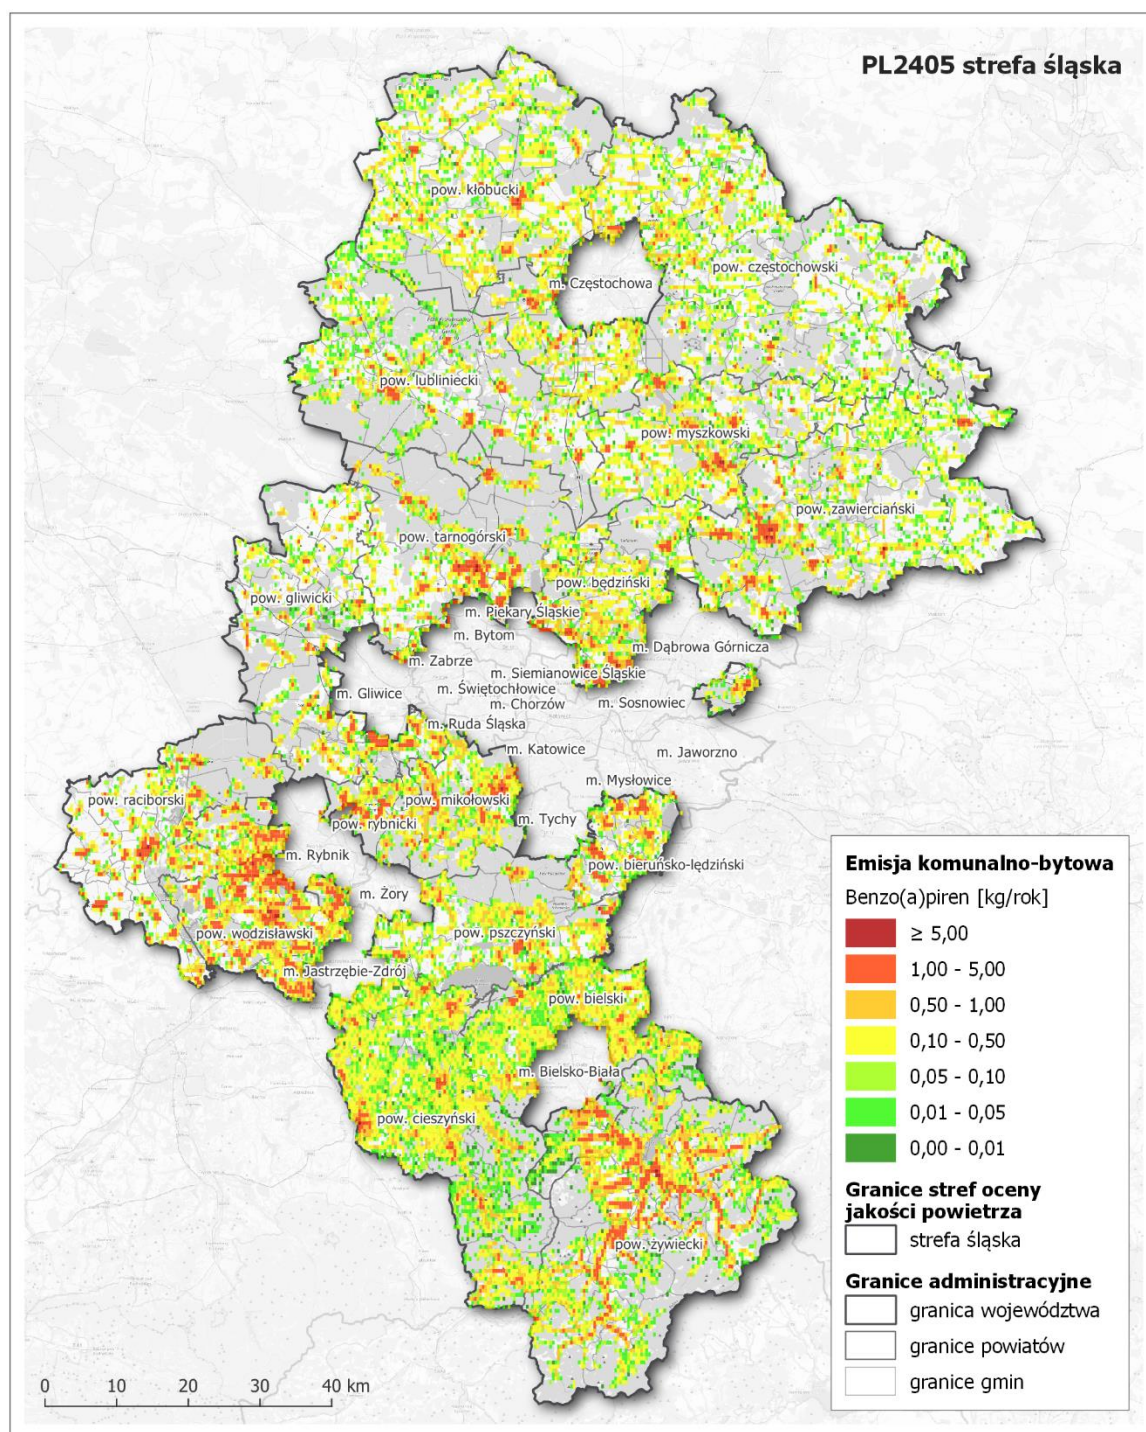 PL2405 strefa śląska
pow. kłobucki
pow. częstochowski
m. Częstochowa
pow. lubliniecki
pow. myszkowski
pow. zawierciański
pow. tarnogórski
pow. będziński
pow. gliwicki
m. Piekary Śląskie
m. Bytom
m. Dąbrowa Górnicza
m. Zabrze
m. Siemianowice Śląskie
m. Świętochłowice
m. Gliwice
m. Chorzów
m. Sosnowiec
m. Ruda Śląska
m. Katowice
m. Jaworzno
m. Mysłowice
pow. raciborski
pow. mikołowski
m. Tychy
pow. rybnicki
m. Rybnik
pow. bieruńsko-lędziński
m. Żory
pow. wodzisławski
pow. pszczyński
m. Jastrzębie-Zdrój
pow. bielski
m. Bielsko-Biała
pow. cieszyński
pow. żywiecki
Emisja komunalno-bytowa
Benzo(a)piren [kg/rok]
≥ 5,00
1,00 - 5,00
0,50 - 1,00
0,10 - 0,50
0,05 - 0,10
0,01 - 0,05
0,00 - 0,01
Granice stref oceny
jakości powietrza
strefa śląska
Granice administracyjne
granica województwa
granice powiatów
granice gmin
0 10 20 30 40 km